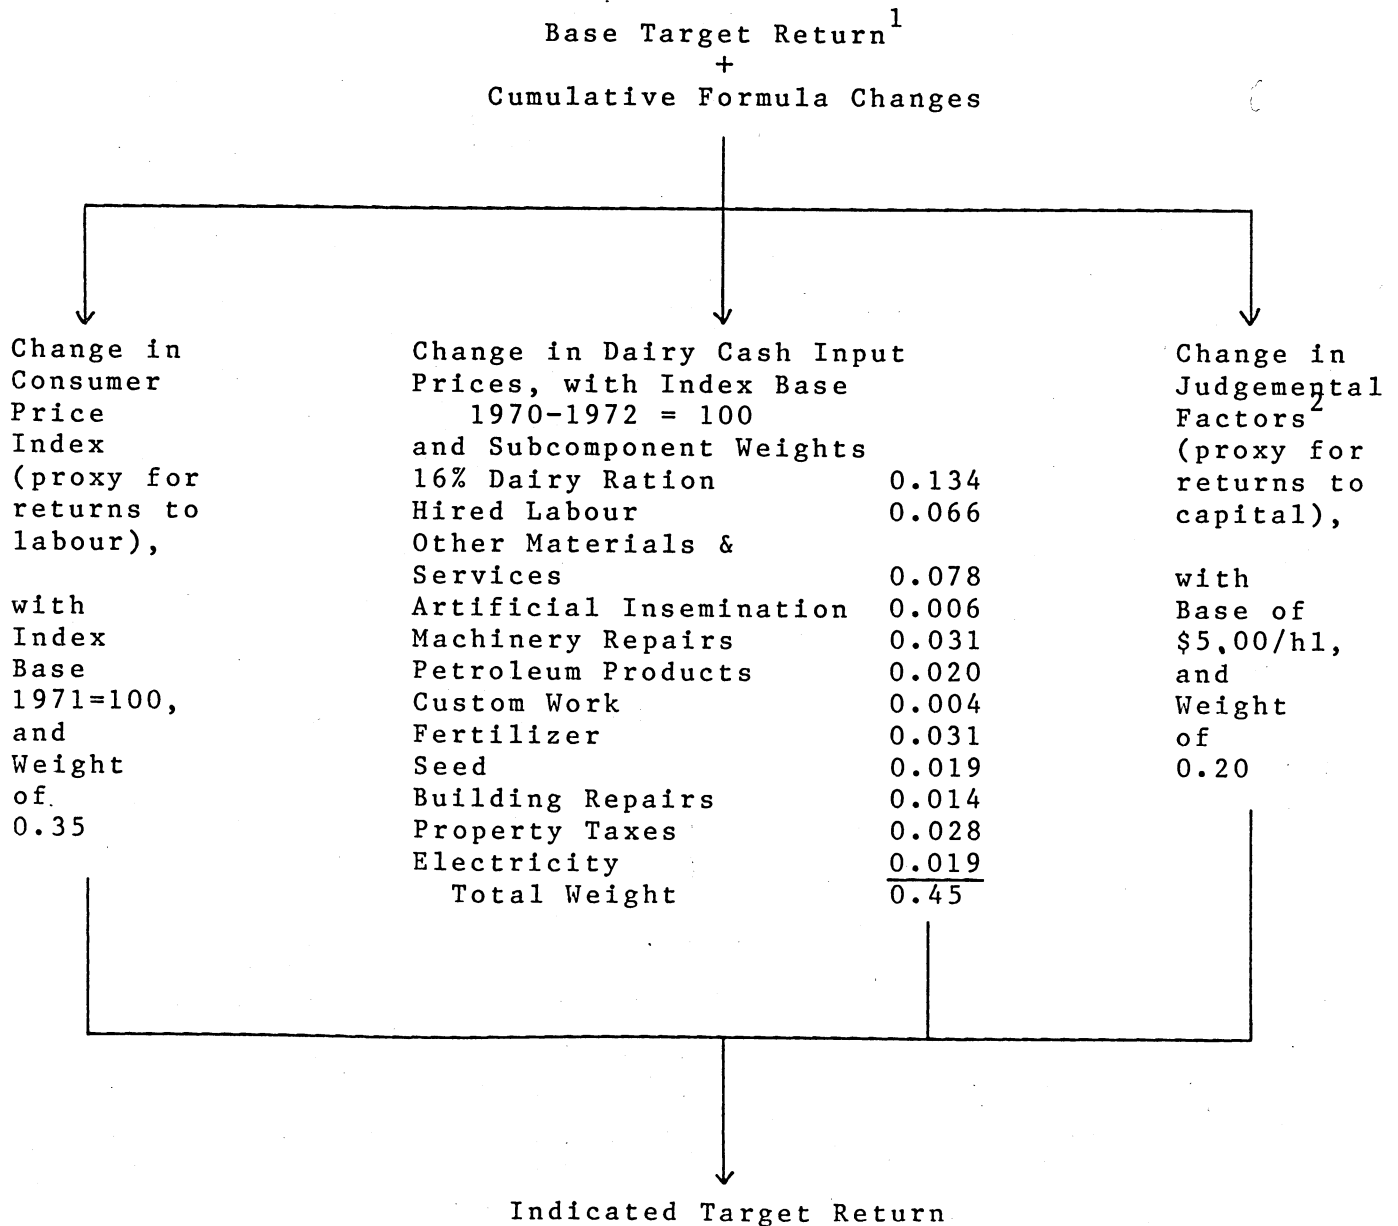 Base Target Return1
+
Cumulative Formula Changes
Change in
Consumer
Price
Index
(proxy for
returns to
labour),
with
Index
Base
1971=100,
and
Weight
of.
0.35
Change in Dairy Cash Input
Prices, with Index Base
1970-1972 = 100
and Subcomponent Weights
16% Dairy Ration 0.134
Hired Labour 0.066
Other Materials &
Services 0.078
Artificial Insemination 0.006
Machinery Repairs 0.031
Petroleum Products 0.020
Custom Work 0.004
Fertilizer 0.031
Seed 0.019
Building Repairs 0.014
Property Taxes 0.028
Electricity 0.019
Total Weight 0.45
Change in
Judgemental
Factors2
(proxy for
returns to
capital),
with
Base of
$5.00/hl,
and
Weight
of
0.20
Indicated Target Return